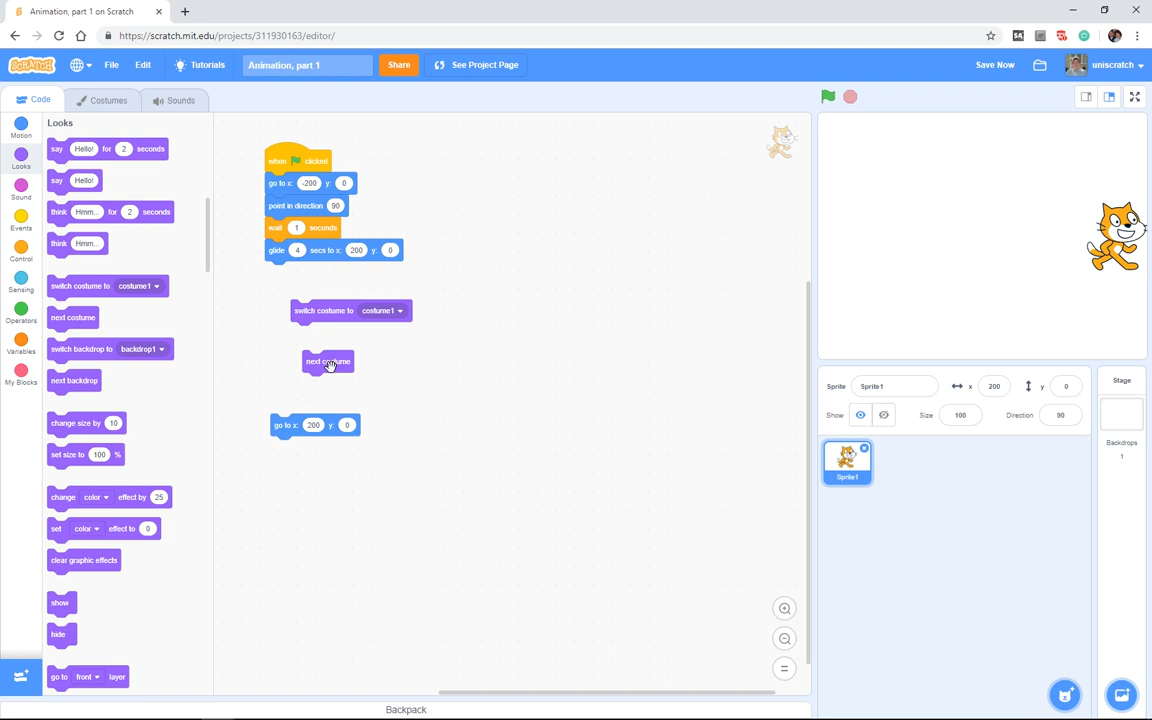 Animation, part 1 on Scratch
https://scratch.mit.edu/projects/311930163/editor/
SCRATCH File Edit Tutorials Animation, part 1 Share See Project Page Save Now uniscratch
Code Costumes Sounds
Motion
Looks
Sound
Events
Control
Sensing
Operators
Variables
My Blocks
Looks
say Hello! for 2 seconds
say Hello!
think Hmm... for 2 seconds
think Hmm...
switch costume to costume1
next costume
switch backdrop to backdrop1
next backdrop
change size by 10
set size to 100 %
change color effect by 25
set color effect to 0
clear graphic effects
show
hide
go to front layer
when clicked
go to x: -200 y: 0
point in direction 90
wait 1 seconds
glide 4 secs to x: 200 y: 0
switch costume to costume1
next costume
go to x: 200 y: 0
Backpack
Sprite Sprite1 x 200 y 0
Show Size 100 Direction 90
Sprite1
Stage
Backdrops
1